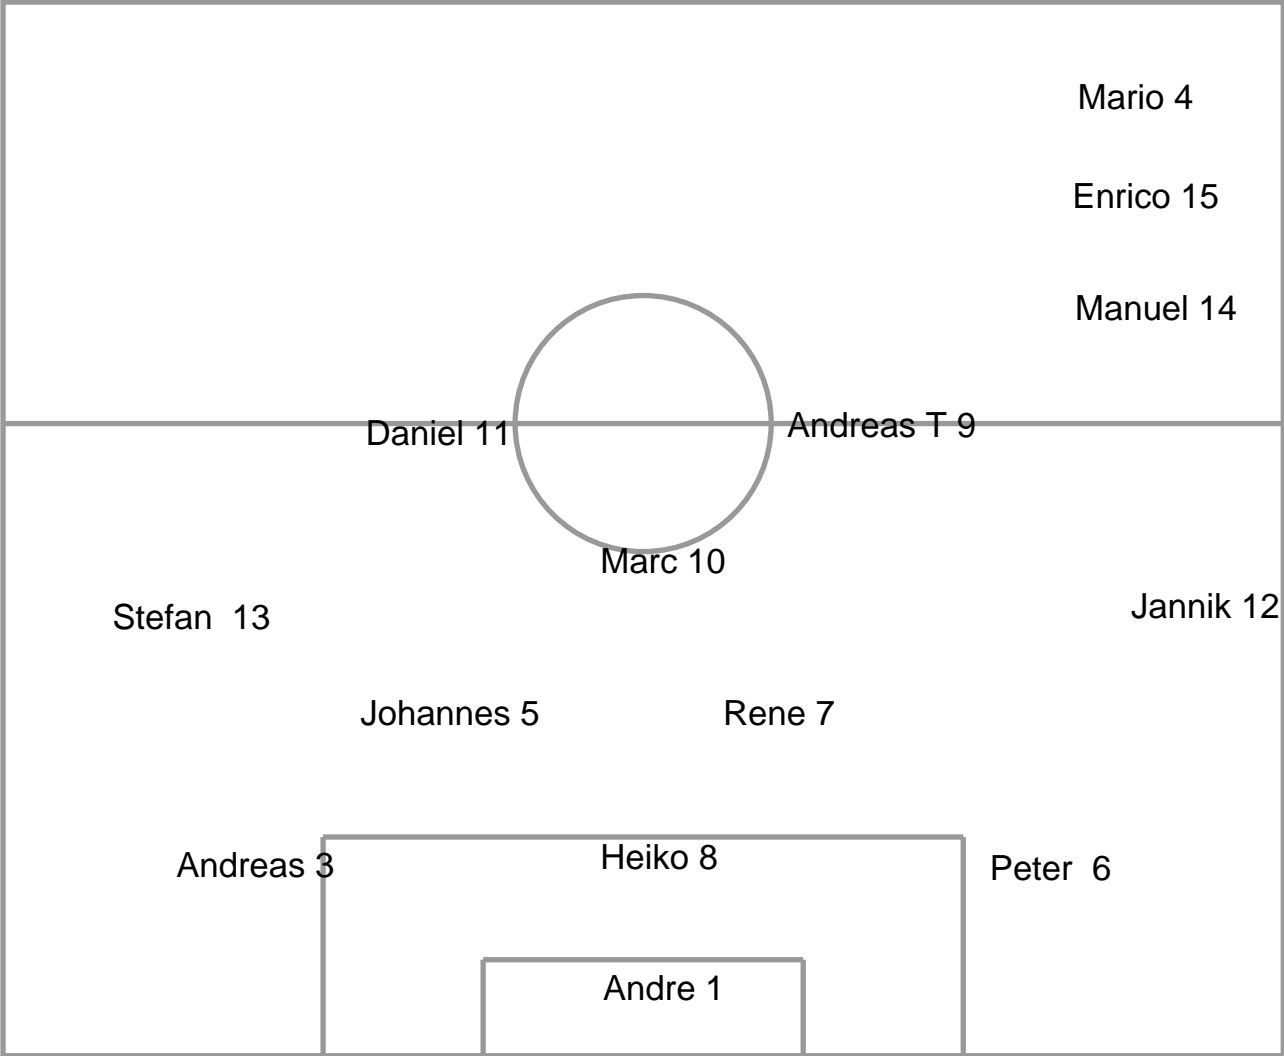 Mario 4
Enrico 15
Manuel 14
Daniel 11
Andreas T 9
Marc 10
Stefan  13
Jannik 12
Johannes 5
Rene 7
Andreas 3
Heiko 8
Peter  6
Andre 1